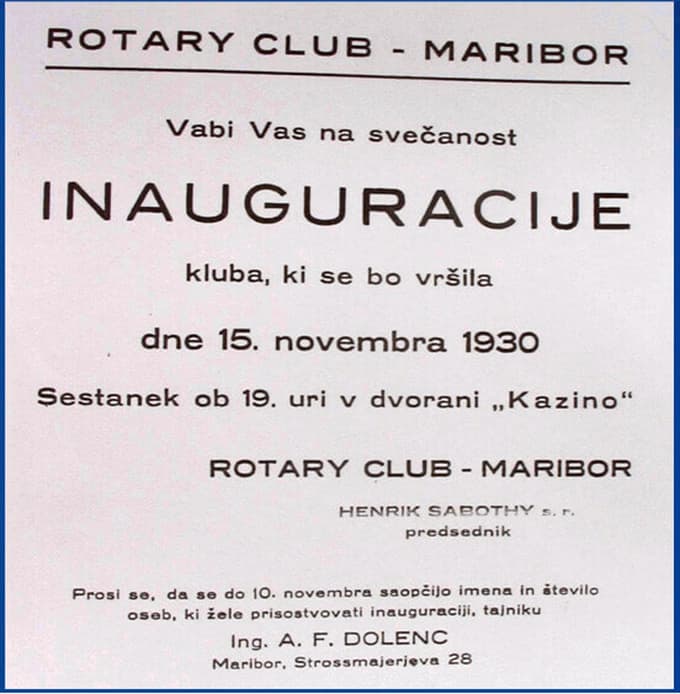 ROTARY CLUB - MARIBOR
Vabi Vas na svečanost
INAUGURACIJE
kluba, ki se bo vršila
dne 15. novembra 1930
Sestanek ob 19. uri v dvorani „Kazino“
ROTARY CLUB - MARIBOR
HENRIK SABOTHY s. r.
predsednik
Prosi se, da se do 10. novembra saopčijo imena in število
oseb, ki žele prisostvovati inauguraciji, tajniku
Ing. A. F. DOLENC
Maribor, Strossmajerjeva 28